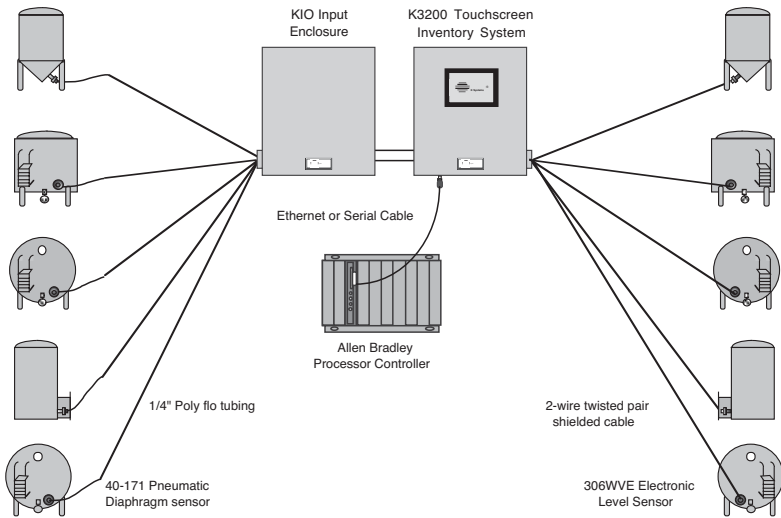 KIO Input
Enclosure
K3200 Touchscreen
Inventory System
Ethernet or Serial Cable
Allen Bradley
Processor Controller
1/4" Poly flo tubing
2-wire twisted pair
shielded cable
40-171 Pneumatic
Diaphragm sensor
306WVE Electronic
Level Sensor